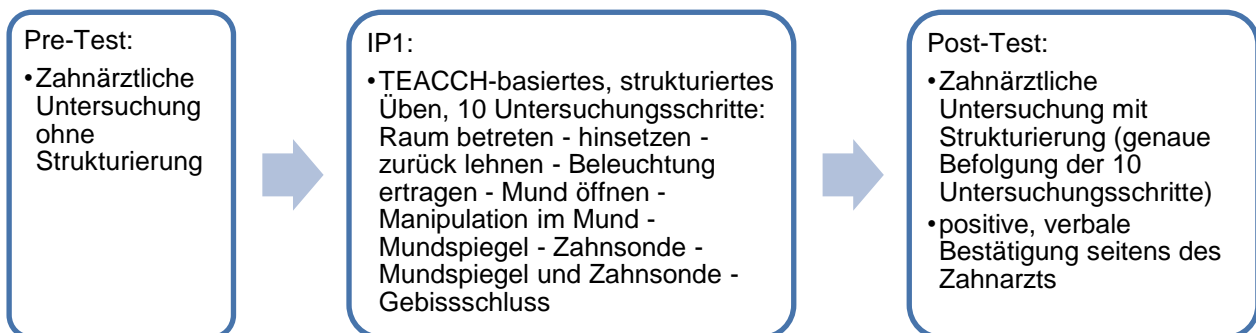 Pre-Test:
•Zahnärztliche
Untersuchung
ohne
Strukturierung
IP1:
•TEACCH-basiertes, strukturiertes
Üben, 10 Untersuchungsschritte:
Raum betreten - hinsetzen -
zurück lehnen - Beleuchtung
ertragen - Mund öffnen -
Manipulation im Mund -
Mundspiegel - Zahnsonde -
Mundspiegel und Zahnsonde -
Gebissschluss
Post-Test:
•Zahnärztliche
Untersuchung mit
Strukturierung (genaue
Befolgung der 10
Untersuchungsschritte)
•positive, verbale
Bestätigung seitens des
Zahnarzts